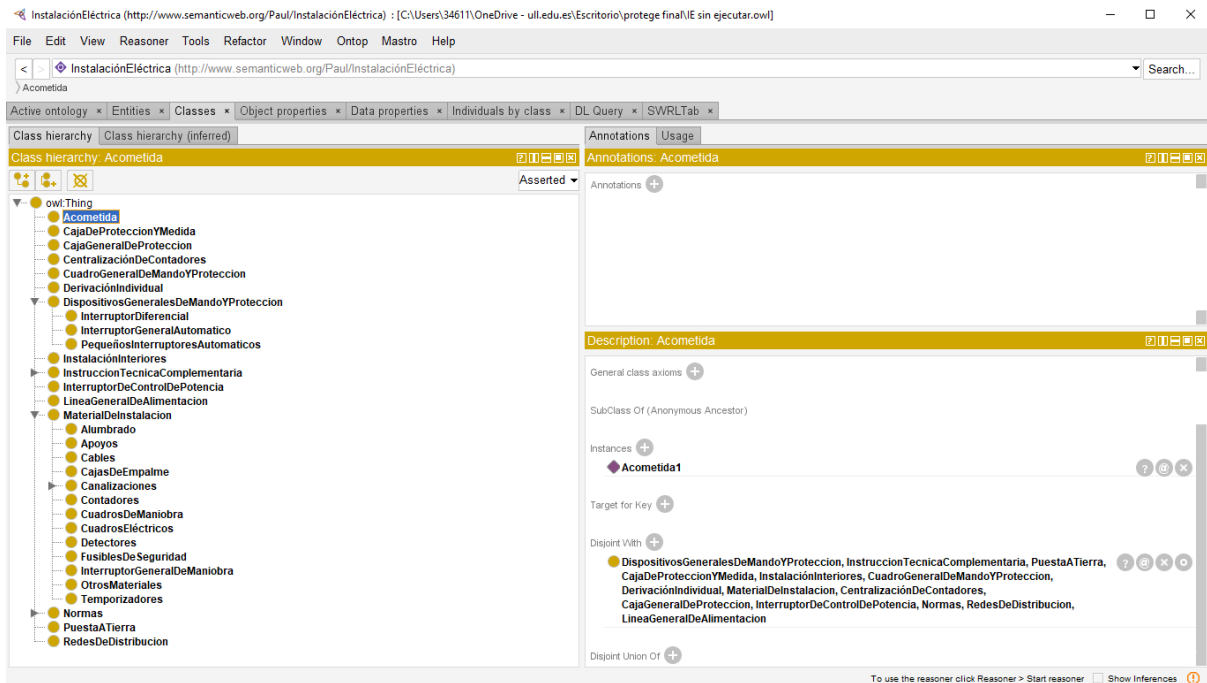 InstalaciónEléctrica (http://www.semanticweb.org/Paul/InstalaciónEléctrica) : [C:\Users\34611\OneDrive - ull.edu.es\Escritorio\protege final\IE sin ejecutar.owl]
File Edit View Reasoner Tools Refactor Window Ontop Mastro Help
< > InstalaciónEléctrica (http://www.semanticweb.org/Paul/InstalaciónEléctrica) Search...
Acometida
Active ontology × Entities × Classes × Object properties × Data properties × Individuals by class × DL Query × SWRLTab ×
Class hierarchy Class hierarchy (inferred)
Class hierarchy: Acometida
Asserted
owl:Thing
Acometida
CajaDeProteccionYMedida
CajaGeneralDeProteccion
CentralizaciónDeContadores
CuadroGeneralDeMandoYProteccion
DerivaciónIndividual
DispositivosGeneralesDeMandoYProteccion
InterruptorDiferencial
InterruptorGeneralAutomatico
PequeñosInterruptoresAutomaticos
InstalaciónInteriores
InstruccionTecnicaComplementaria
InterruptorDeControlDePotencia
LineaGeneralDeAlimentacion
MaterialDeInstalacion
Alumbrado
Apoyos
Cables
CajasDeEmpalme
Canalizaciones
Contadores
CuadrosDeManiobra
CuadrosEléctricos
Detectores
FusiblesDeSeguridad
InterruptorGeneralDeManiobra
OtrosMateriales
Temporizadores
Normas
PuestaATierra
RedesDeDistribucion
Annotations Usage
Annotations: Acometida
Annotations
Description: Acometida
General class axioms
SubClass Of (Anonymous Ancestor)
Instances
Acometida1
Target for Key
Disjoint With
DispositivosGeneralesDeMandoYProteccion, InstruccionTecnicaComplementaria, PuestaATierra,
CajaDeProteccionYMedida, InstalaciónInteriores, CuadroGeneralDeMandoYProteccion,
DerivaciónIndividual, MaterialDeInstalacion, CentralizaciónDeContadores,
CajaGeneralDeProteccion, InterruptorDeControlDePotencia, Normas, RedesDeDistribucion,
LineaGeneralDeAlimentacion
Disjoint Union Of
To use the reasoner click Reasoner > Start reasoner Show Inferences